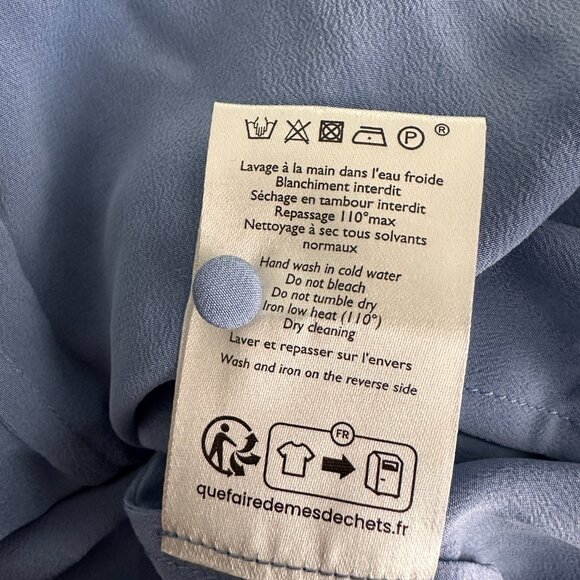 P ®
Lavage à la main dans l'eau froide
Blanchiment interdit
Séchage en tambour interdit
Repassage 110°max
Nettoyage à sec tous solvants
normaux
Hand wash in cold water
Do not bleach
Do not tumble dry
Iron low heat (110°)
Dry cleaning
Laver et repasser sur l'envers
Wash and iron on the reverse side
FR
quefairedemesdechets.fr